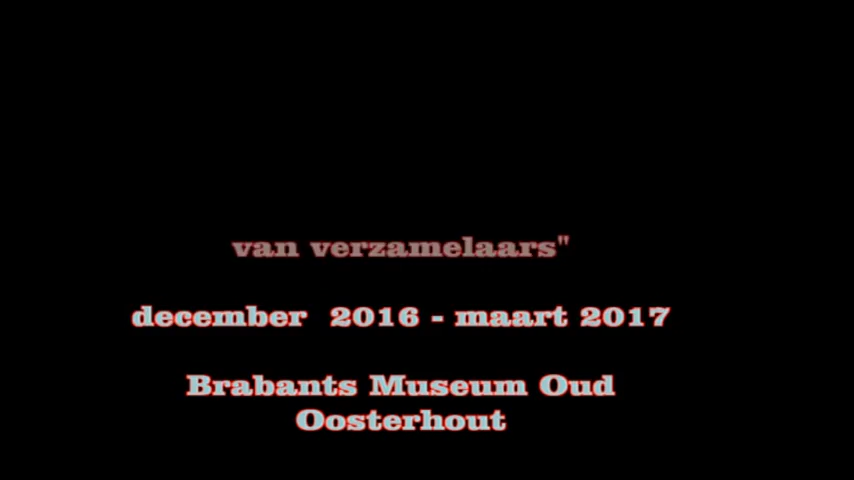 van verzamelaars"
december 2016 - maart 2017
Brabants Museum Oud
Oosterhout